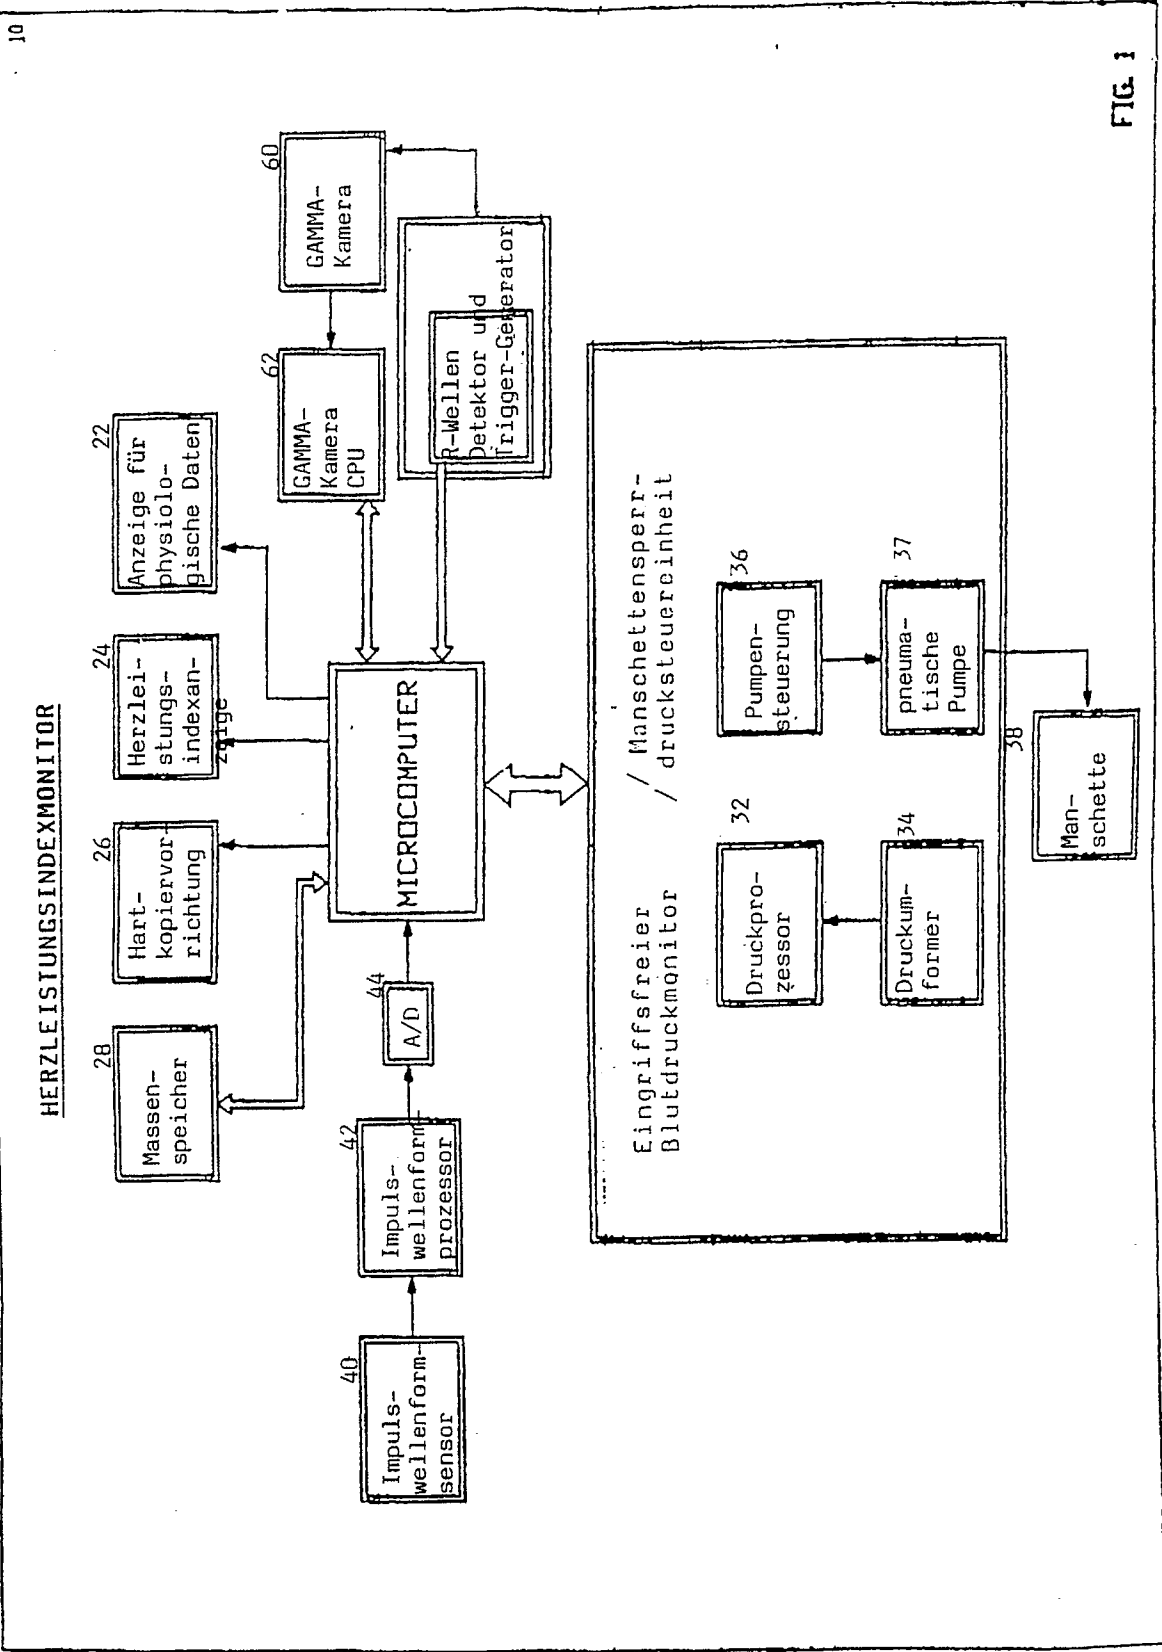 10
HERZLEISTUNGSINDEXMONITOR
28
Massen-
speicher
26
Hart-
kopiervor-
richtung
24
Herzlei-
stungs-
indexan-
zeige
22
Anzeige für
physiolo-
gische Daten
40
Impuls-
wellenform-
sensor
42
Impuls-
wellenform
prozessor
44
A/D
MICROCOMPUTER
62
GAMMA-
Kamera
CPU
60
GAMMA-
Kamera
R-Wellen
Detektor und
Trigger-Generator
Eingriffsfreier
Blutdruckmonitor
/ Manschettensperr-
/ drucksteuereinheit
32
Druckpro-
zessor
36
Pumpen-
steuerung
34
Druckum-
former
37
pneuma-
tische
Pumpe
38
Man-
schette
FIG. 1